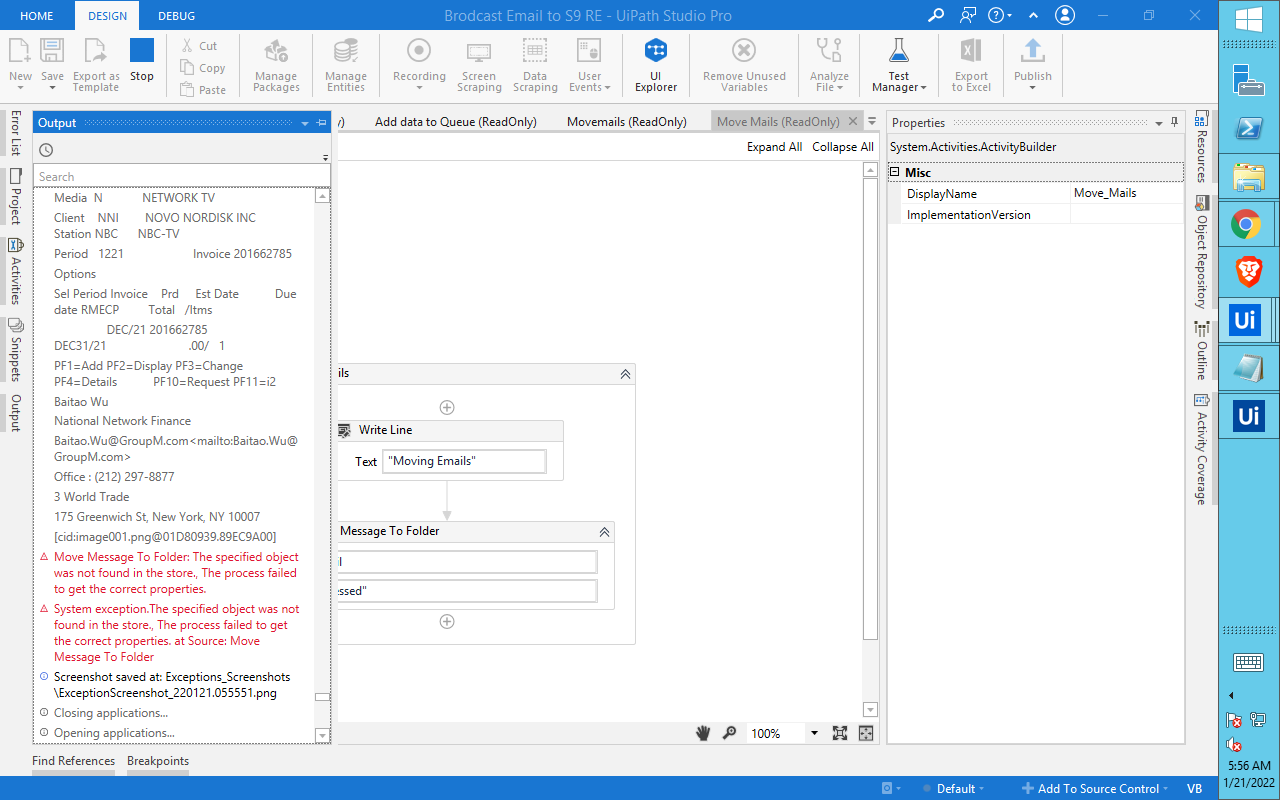 HOME DESIGN DEBUG Brodcast Email to S9 RE - UiPath Studio Pro
New Save Export as Template Stop
Cut
Copy
Paste
Manage Packages
Manage Entities
Recording
Screen Scraping
Data Scraping
User Events
UI Explorer
Remove Unused Variables
Analyze File
Test Manager
Export to Excel
Publish
Error List
Project
Activities
Snippets
Output
Output
Search
Media N NETWORK TV
Client NNI NOVO NORDISK INC
Station NBC NBC-TV
Period 1221 Invoice 201662785
Options
Sel Period Invoice Prd Est Date Due
date RMECP Total /Itms
DEC/21 201662785
DEC31/21 .00/ 1
PF1=Add PF2=Display PF3=Change
PF4=Details PF10=Request PF11=i2
Baitao Wu
National Network Finance
Baitao.Wu@GroupM.com<mailto:Baitao.Wu@
GroupM.com>
Office : (212) 297-8877
3 World Trade
175 Greenwich St, New York, NY 10007
[cid:image001.png@01D80939.89EC9A00]
Move Message To Folder: The specified object
was not found in the store., The process failed
to get the correct properties.
System exception.The specified object was not
found in the store., The process failed to get
the correct properties. at Source: Move
Message To Folder
Screenshot saved at: Exceptions_Screenshots
\ExceptionScreenshot_220121.055551.png
Closing applications...
Opening applications...
Find References Breakpoints
y) Add data to Queue (ReadOnly) Movemails (ReadOnly) Move Mails (ReadOnly)
Expand All Collapse All
ils
Write Line
Text "Moving Emails"
Message To Folder
il
essed"
100%
Properties
System.Activities.ActivityBuilder
Misc
DisplayName Move_Mails
ImplementationVersion
Resources
Object Repository
Outline
Activity Coverage
Default Add To Source Control VB
Ui
Ui
5:56 AM
1/21/2022